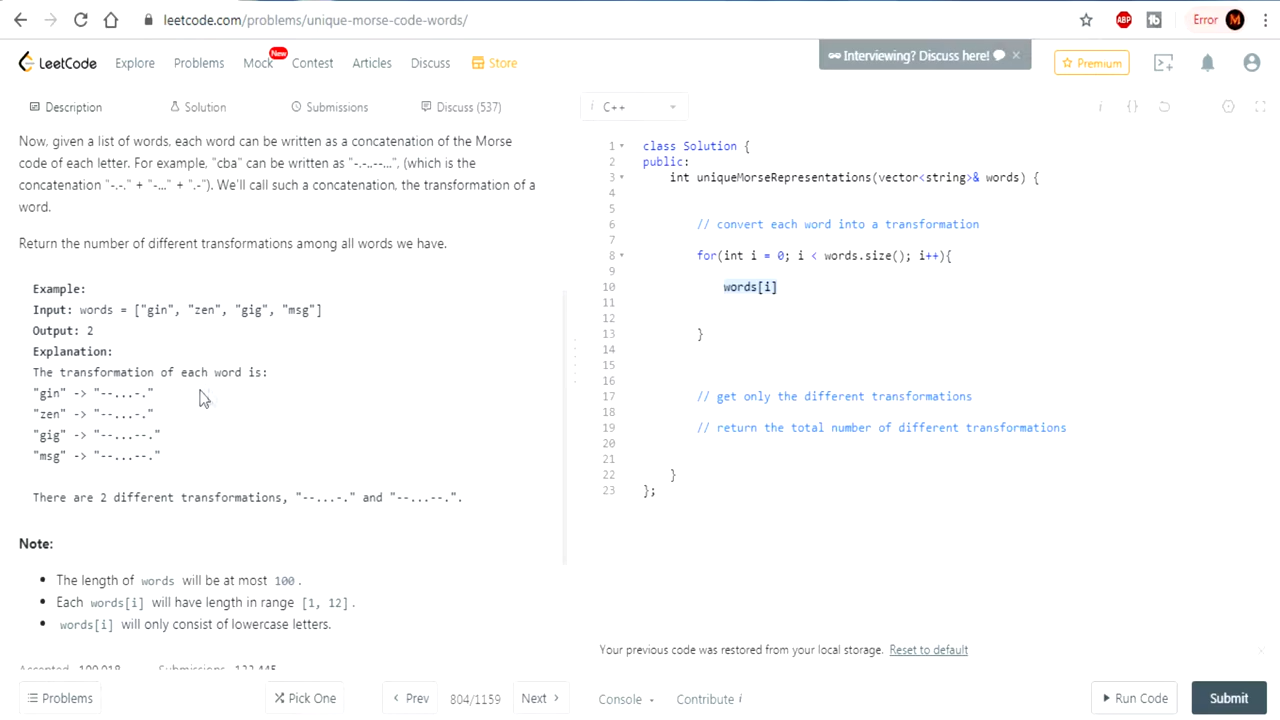 leetcode.com/problems/unique-morse-code-words/
ABP
Error M
LeetCode Explore Problems Mock New Contest Articles Discuss Store
Interviewing? Discuss here! ×
Premium
Description Solution Submissions Discuss (537)
i C++
Now, given a list of words, each word can be written as a concatenation of the Morse
code of each letter. For example, "cba" can be written as "-.-..--...", (which is the
concatenation "-.-." + "-..." + ".-"). We'll call such a concatenation, the transformation of a
word.
Return the number of different transformations among all words we have.
Example:
Input: words = ["gin", "zen", "gig", "msg"]
Output: 2
Explanation:
The transformation of each word is:
"gin" -> "--...-."
"zen" -> "--...-."
"gig" -> "--...--."
"msg" -> "--...--."
There are 2 different transformations, "--...-." and "--...--.".
Note:
• The length of words will be at most 100.
• Each words[i] will have length in range [1, 12].
• words[i] will only consist of lowercase letters.
Accepted 100,018 Submissions 132,445
1 class Solution {
2 public:
3 int uniqueMorseRepresentations(vector<string>& words) {
4
5
6 // convert each word into a transformation
7
8 for(int i = 0; i < words.size(); i++){
9
10 words[i]
11
12
13 }
14
15
16
17 // get only the different transformations
18
19 // return the total number of different transformations
20
21
22 }
23 };
Your previous code was restored from your local storage. Reset to default
Problems Pick One Prev 804/1159 Next Console Contribute i Run Code Submit